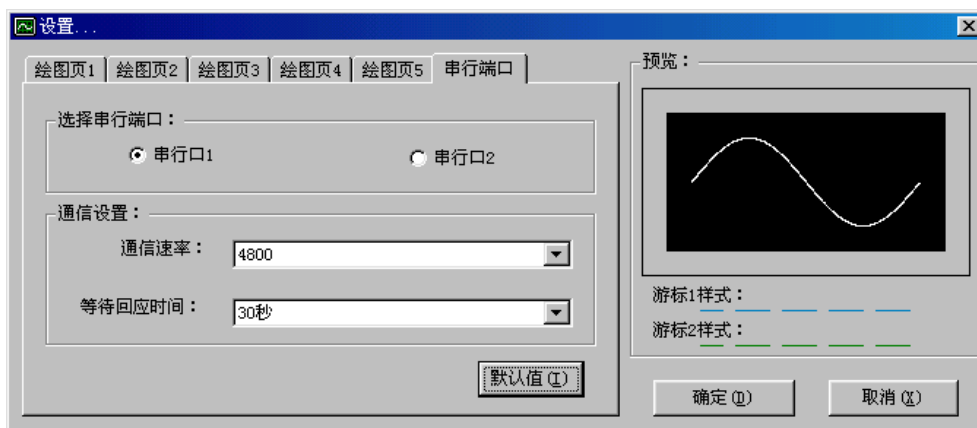 设置...
绘图页1 绘图页2 绘图页3 绘图页4 绘图页5 串行端口
选择串行端口：
串行口1 串行口2
通信设置：
通信速率： 4800
等待回应时间： 30秒
默认值(I)
预览：
游标1样式：
游标2样式：
确定(D) 取消(X)